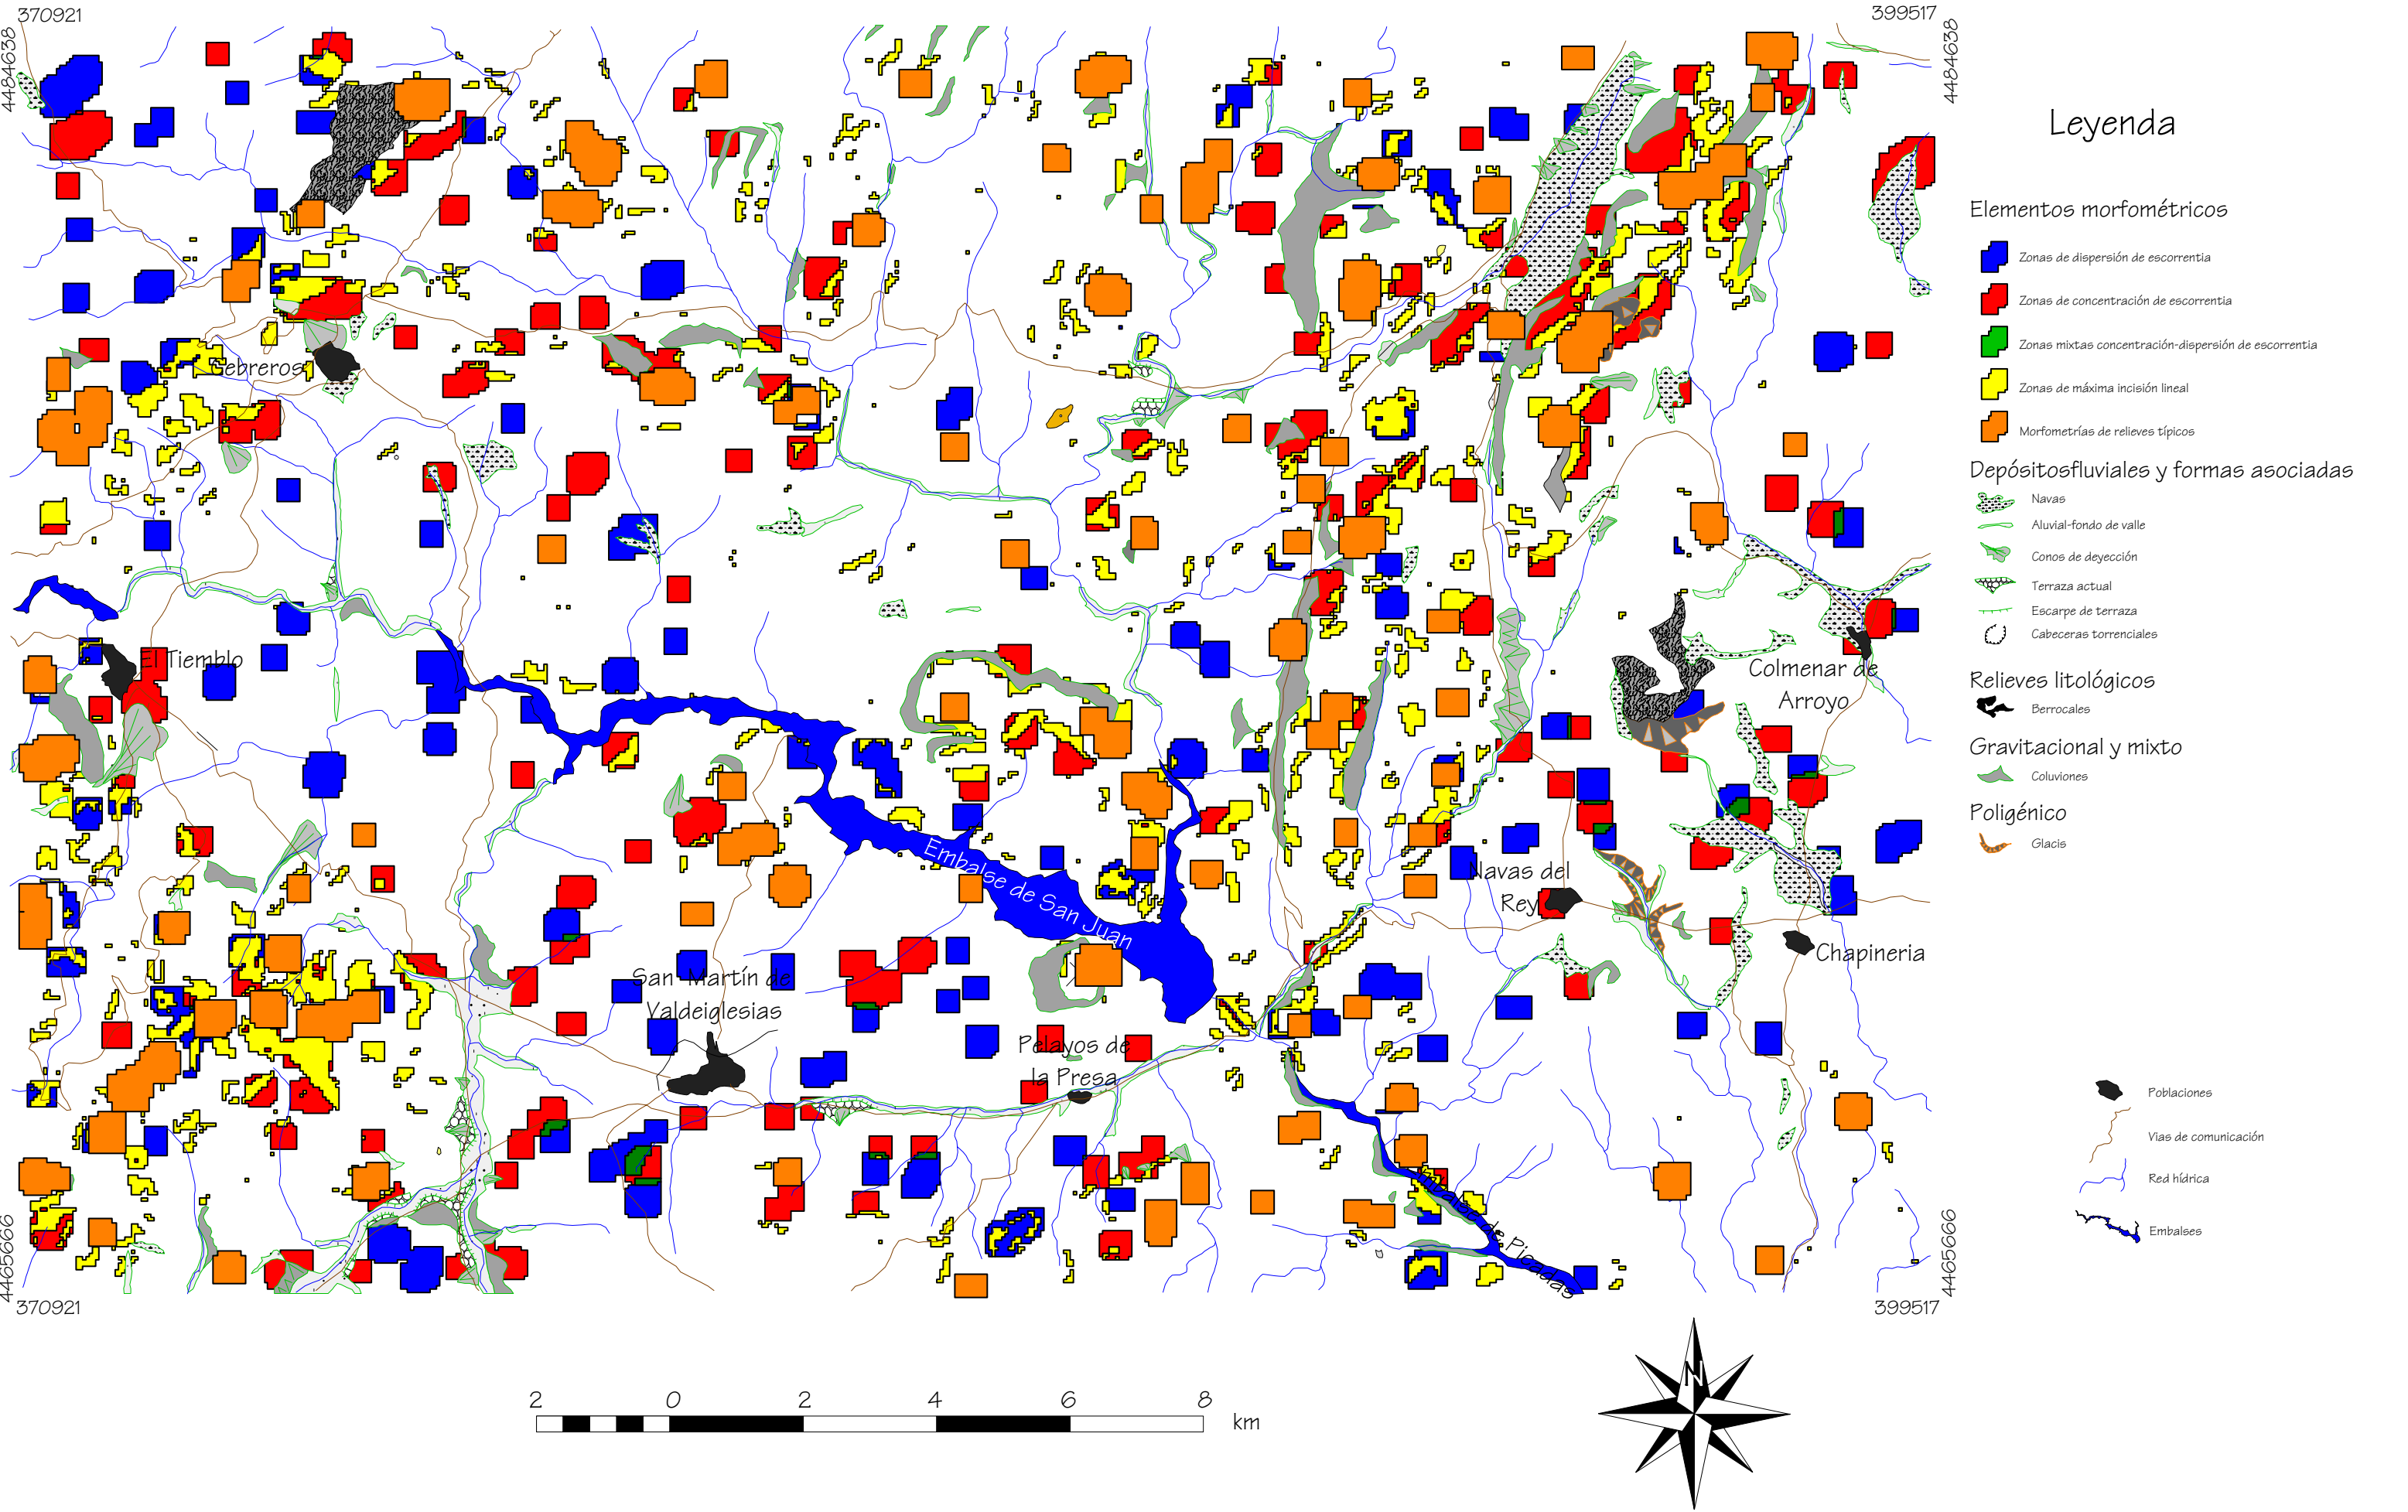 370921
399517
4484638
4484638
Leyenda
Elementos morfométricos
Zonas de dispersión de escorrentia
Zonas de concentración de escorrentia
Zonas mixtas concentración-dispersión de escorrentia
Zonas de máxima incisión lineal
Morfometrías de relieves típicos
Depósitosfluviales y formas asociadas
Navas
Aluvial-fondo de valle
Conos de deyección
Terraza actual
Escarpe de terraza
Cabeceras torrenciales
Relieves litológicos
Berrocales
Gravitacional y mixto
Coluviones
Poligénico
Glacis
Poblaciones
Vias de comunicación
Red hídrica
Embalses
Cebreros
El Tiemblo
Colmenar de
Arroyo
Embalse de San Juan
Navas del
Rey
Chapineria
San Martín de
Valdeiglesias
Pelayos de
la Presa
Embalse de Picadas
4465666
4465666
370921
399517
2 0 2 4 6 8
km
N